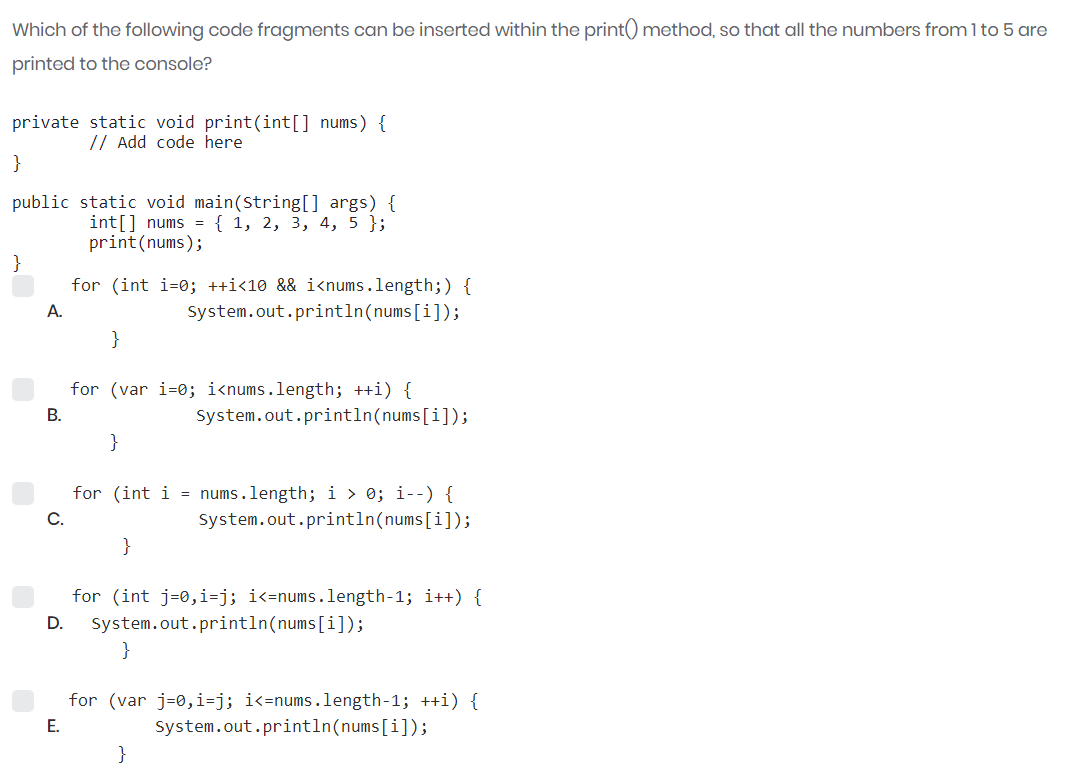 Which of the following code fragments can be inserted within the print() method, so that all the numbers from 1 to 5 are
printed to the console?
private static void print(int[] nums) {
// Add code here
}
public static void main(String[] args) {
int[] nums = { 1, 2, 3, 4, 5 };
print(nums);
}
for (int i=0; ++i<10 && i<nums.length;) {
A. System.out.println(nums[i]);
}
for (var i=0; i<nums.length; ++i) {
B. System.out.println(nums[i]);
}
for (int i = nums.length; i > 0; i--) {
C. System.out.println(nums[i]);
}
for (int j=0,i=j; i<=nums.length-1; i++) {
D. System.out.println(nums[i]);
}
for (var j=0,i=j; i<=nums.length-1; ++i) {
E. System.out.println(nums[i]);
}